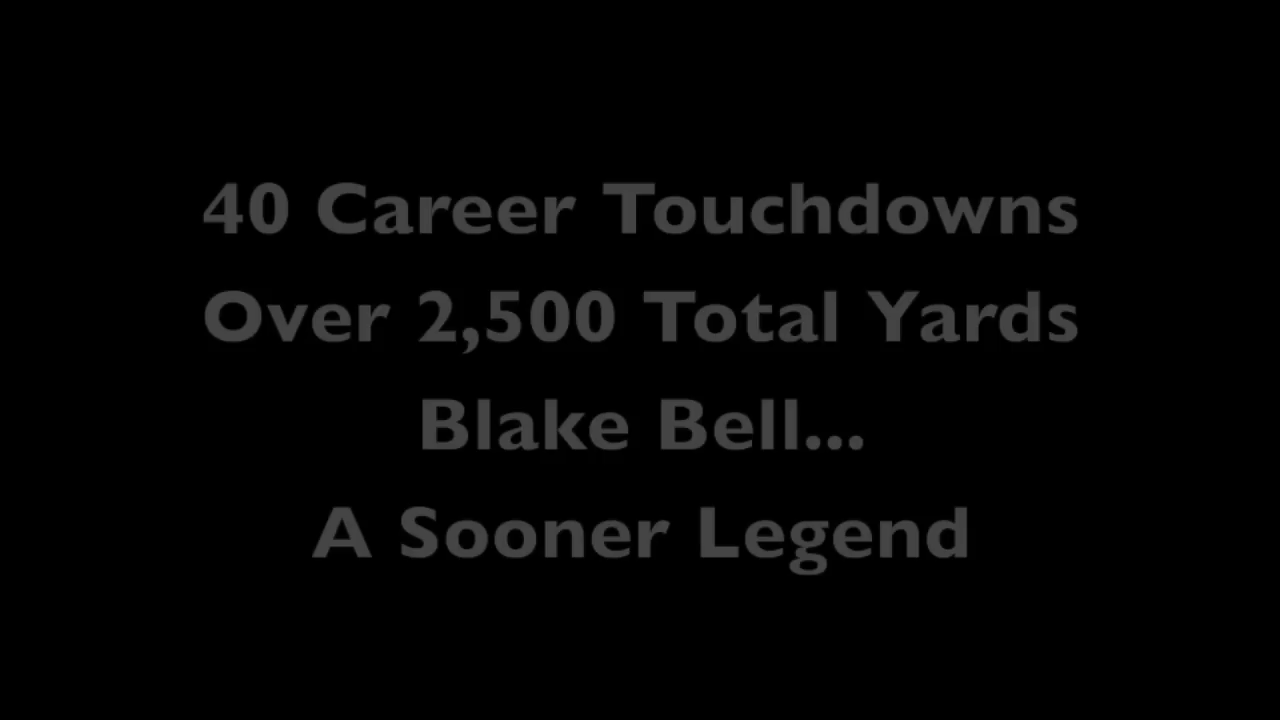 40 Career Touchdowns
Over 2,500 Total Yards
Blake Bell...
A Sooner Legend